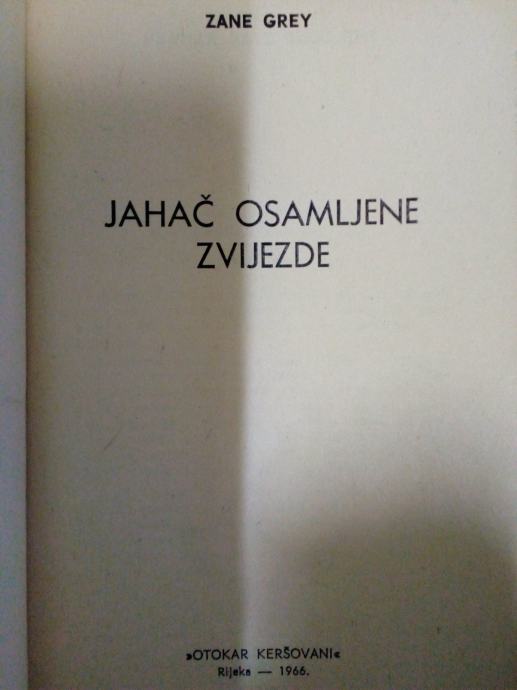 ZANE GREY
JAHAČ OSAMLJENE
ZVIJEZDE
»OTOKAR KERŠOVANI«
Rijeka — 1966.